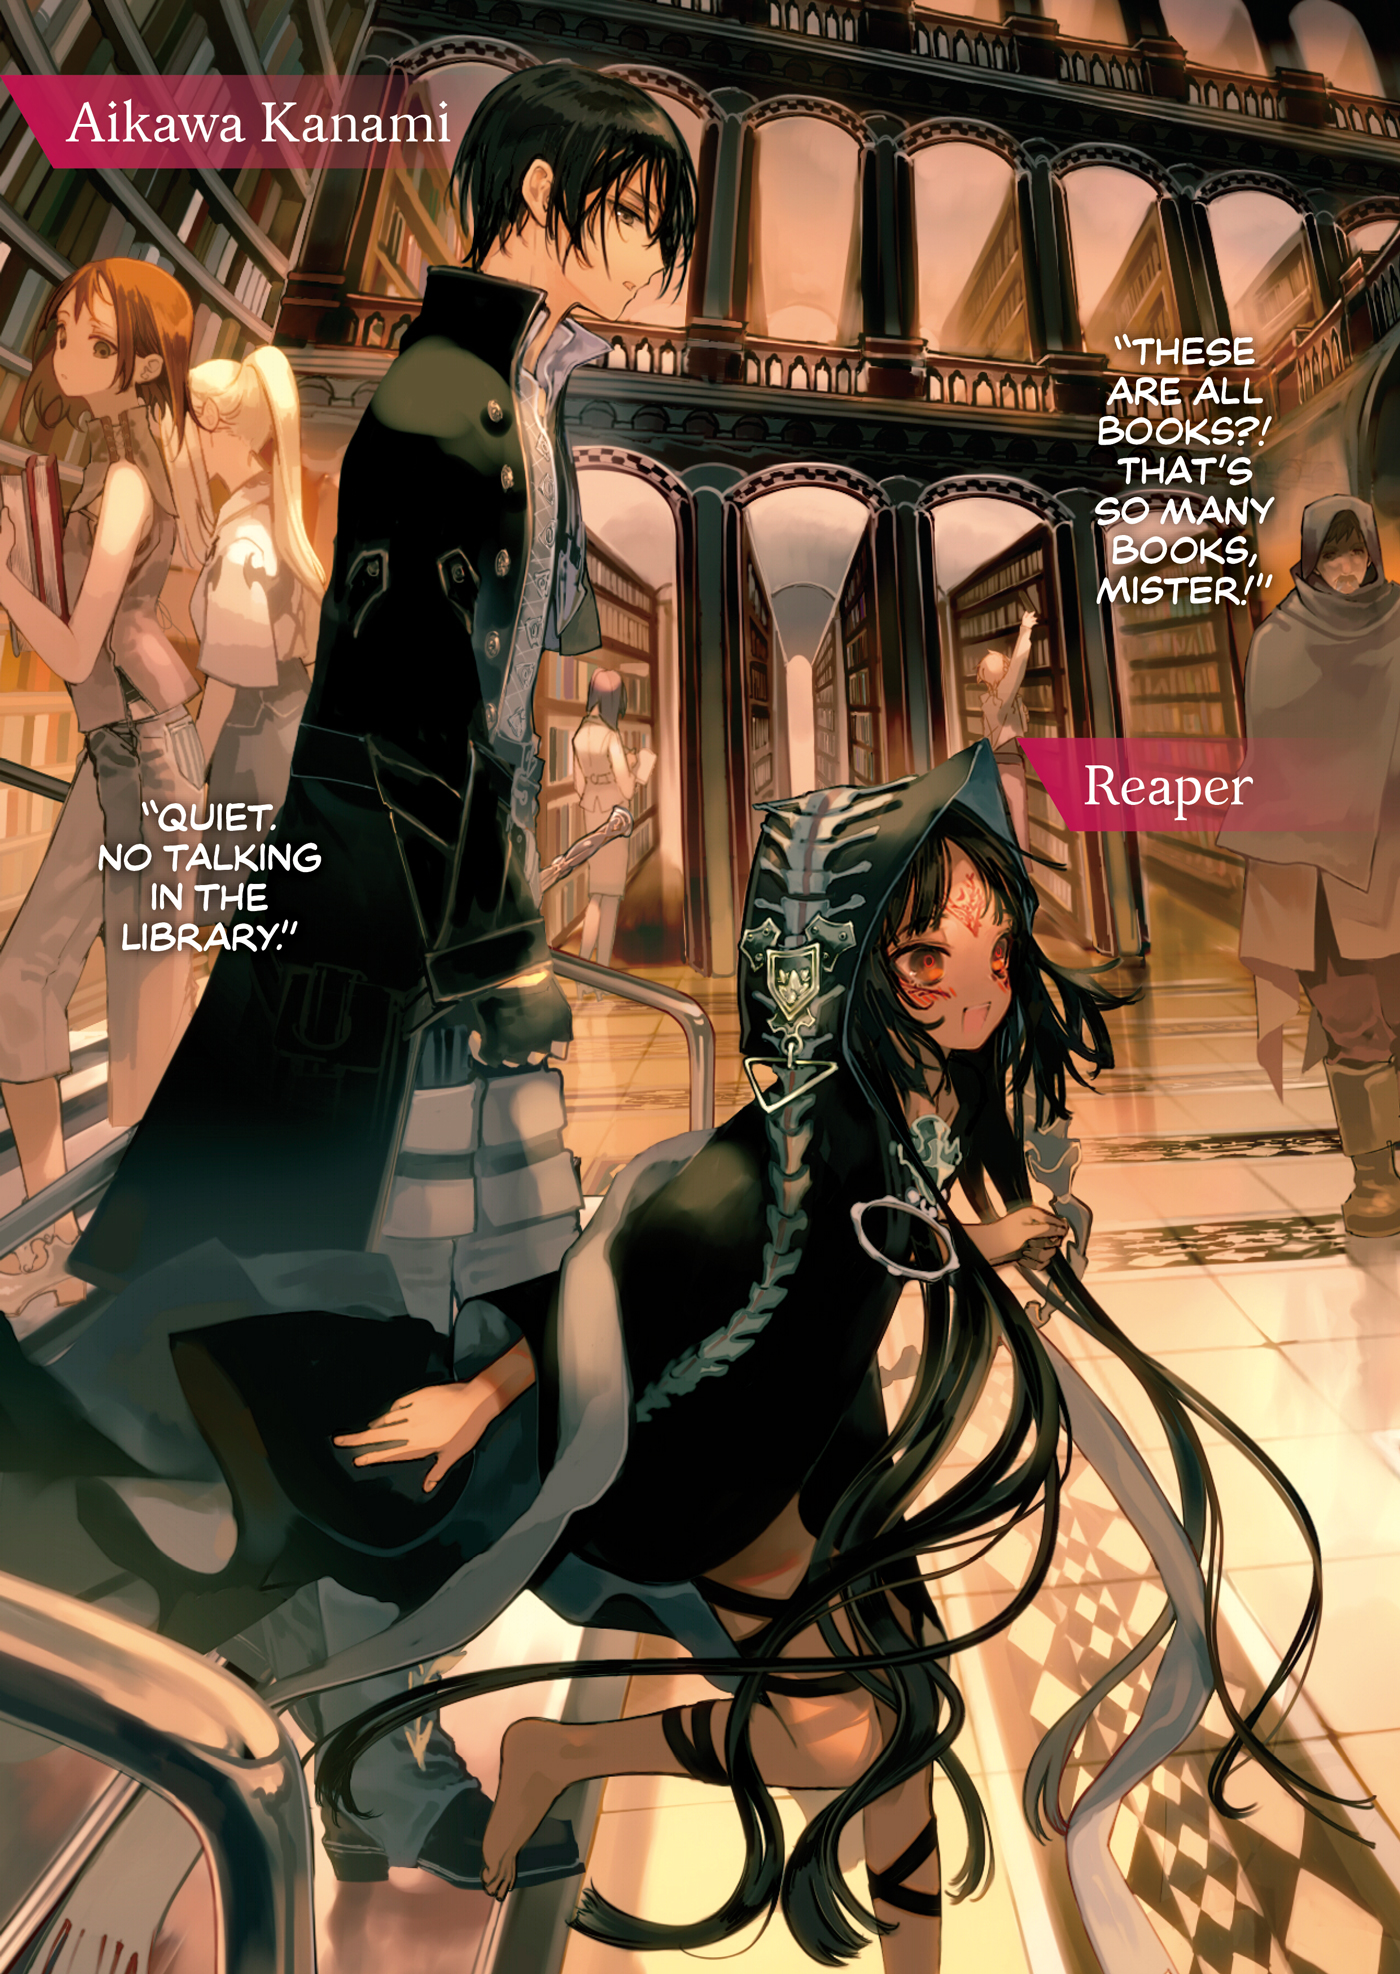 Aikawa Kanami
“THESE
ARE ALL
BOOKS?!
THAT’S
SO MANY
BOOKS,
MISTER!”
Reaper
“QUIET.
NO TALKING
IN THE
LIBRARY.”